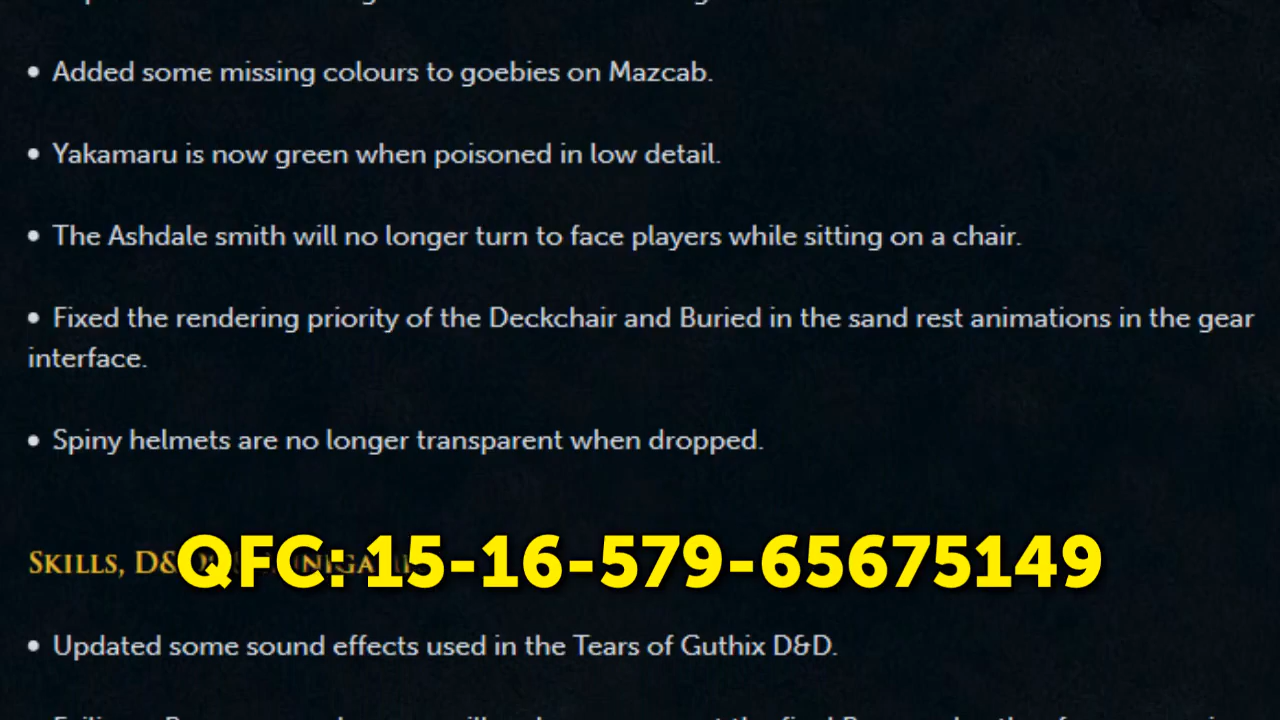 • Added some missing colours to goebies on Mazcab.
• Yakamaru is now green when poisoned in low detail.
• The Ashdale smith will no longer turn to face players while sitting on a chair.
• Fixed the rendering priority of the Deckchair and Buried in the sand rest animations in the gear
interface.
• Spiny helmets are no longer transparent when dropped.
SKILLS,
QFC: 15-16-579-65675149
• Updated some sound effects used in the Tears of Guthix D&D.